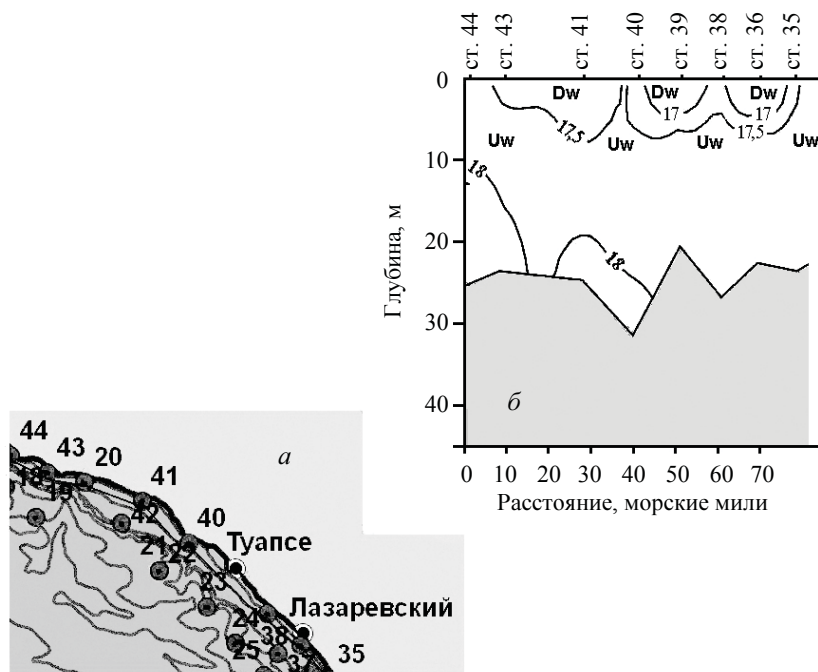 ст. 44
ст. 43
ст. 41
ст. 40
ст. 39
ст. 38
ст. 36
ст. 35
0
Dw
Dw
Dw
17
17
17,5
17,5
Uw
Uw
Uw
Uw
10
18
18
20
30
40
Глубина, м
б
0 10 20 30 40 50 60 70
Расстояние, морские мили
а
44
43
20
41
18
19
42
40
Туапсе
21
22
23
Лазаревский
24
38
25
35